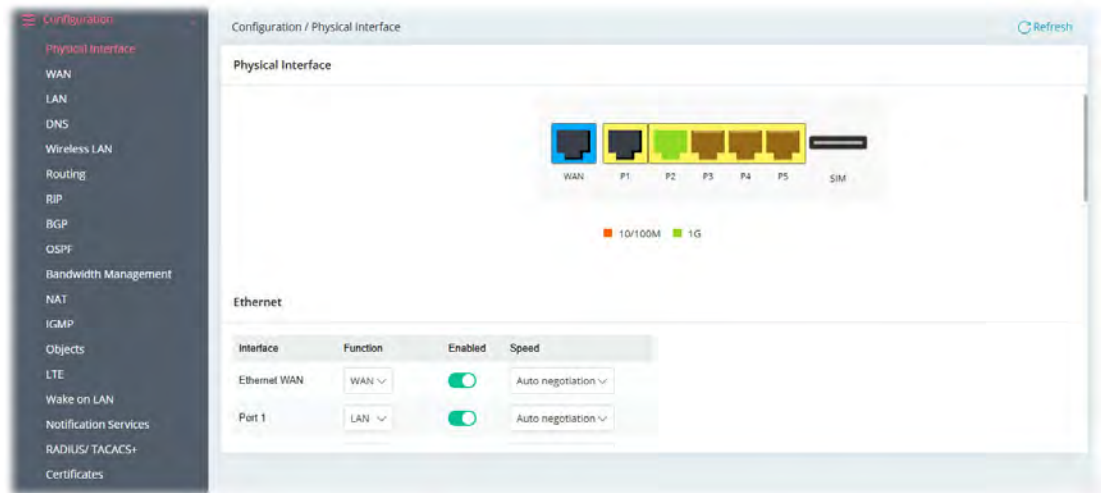 Configuration
Physical Interface
WAN
LAN
DNS
Wireless LAN
Routing
RIP
BGP
OSPF
Bandwidth Management
NAT
IGMP
Objects
LTE
Wake on LAN
Notification Services
RADIUS/ TACACS+
Certificates
Configuration / Physical Interface
Refresh
Physical Interface
WAN P1 P2 P3 P4 P5 SIM
10/100M 1G
Ethernet
Interface Function Enabled Speed
Ethernet WAN WAN Auto negotiation
Port 1 LAN Auto negotiation